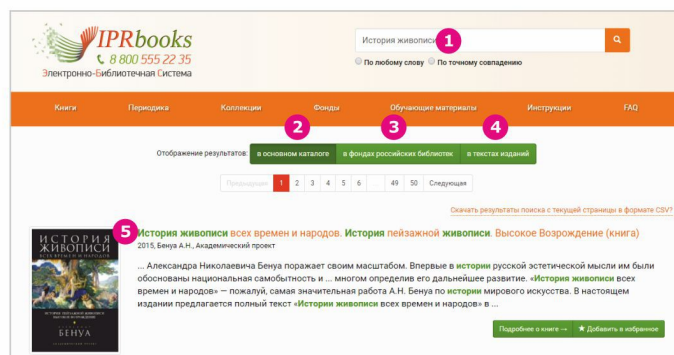 IPRbooks
8 800 555 22 35
Электронно-Библиотечная Система
История живописи 1
По любому слову По точному совпадению
Книги Периодика Коллекции Фонды Обучающие материалы Инструкции FAQ
2 3 4
Отображение результатов: в основном каталоге в фондах российских библиотек в текстах изданий
Предыдущая 1 2 3 4 5 6 49 50 Следующая
Скачать результаты поиска с текущей страницы в формате CSV?
5
История живописи всех времен и народов. История пейзажной живописи. Высокое Возрождение (книга)
2015, Бенуа А.Н., Академический проект
... Александра Николаевича Бенуа поражает своим масштабом. Впервые в истории русской эстетической мысли им были
обоснованы национальная самобытность и ... многом определив его дальнейшее развитие. «История живописи всех
времен и народов» — пожалуй, самая значительная работа А.Н. Бенуа по истории мирового искусства. В настоящем
издании предлагается полный текст «Истории живописи всех времен и народов» в ...
Подробнее о книге → ★ Добавить в избранное
ИСТОРИЯ
ЖИВОПИСИ
ВСЕХ ВРЕМЕН И НАРОДОВ
ИСТОРИЯ ПЕЙЗАЖНОЙ ЖИВОПИСИ
ВЫСОКОЕ ВОЗРОЖДЕНИЕ
БЕНУА